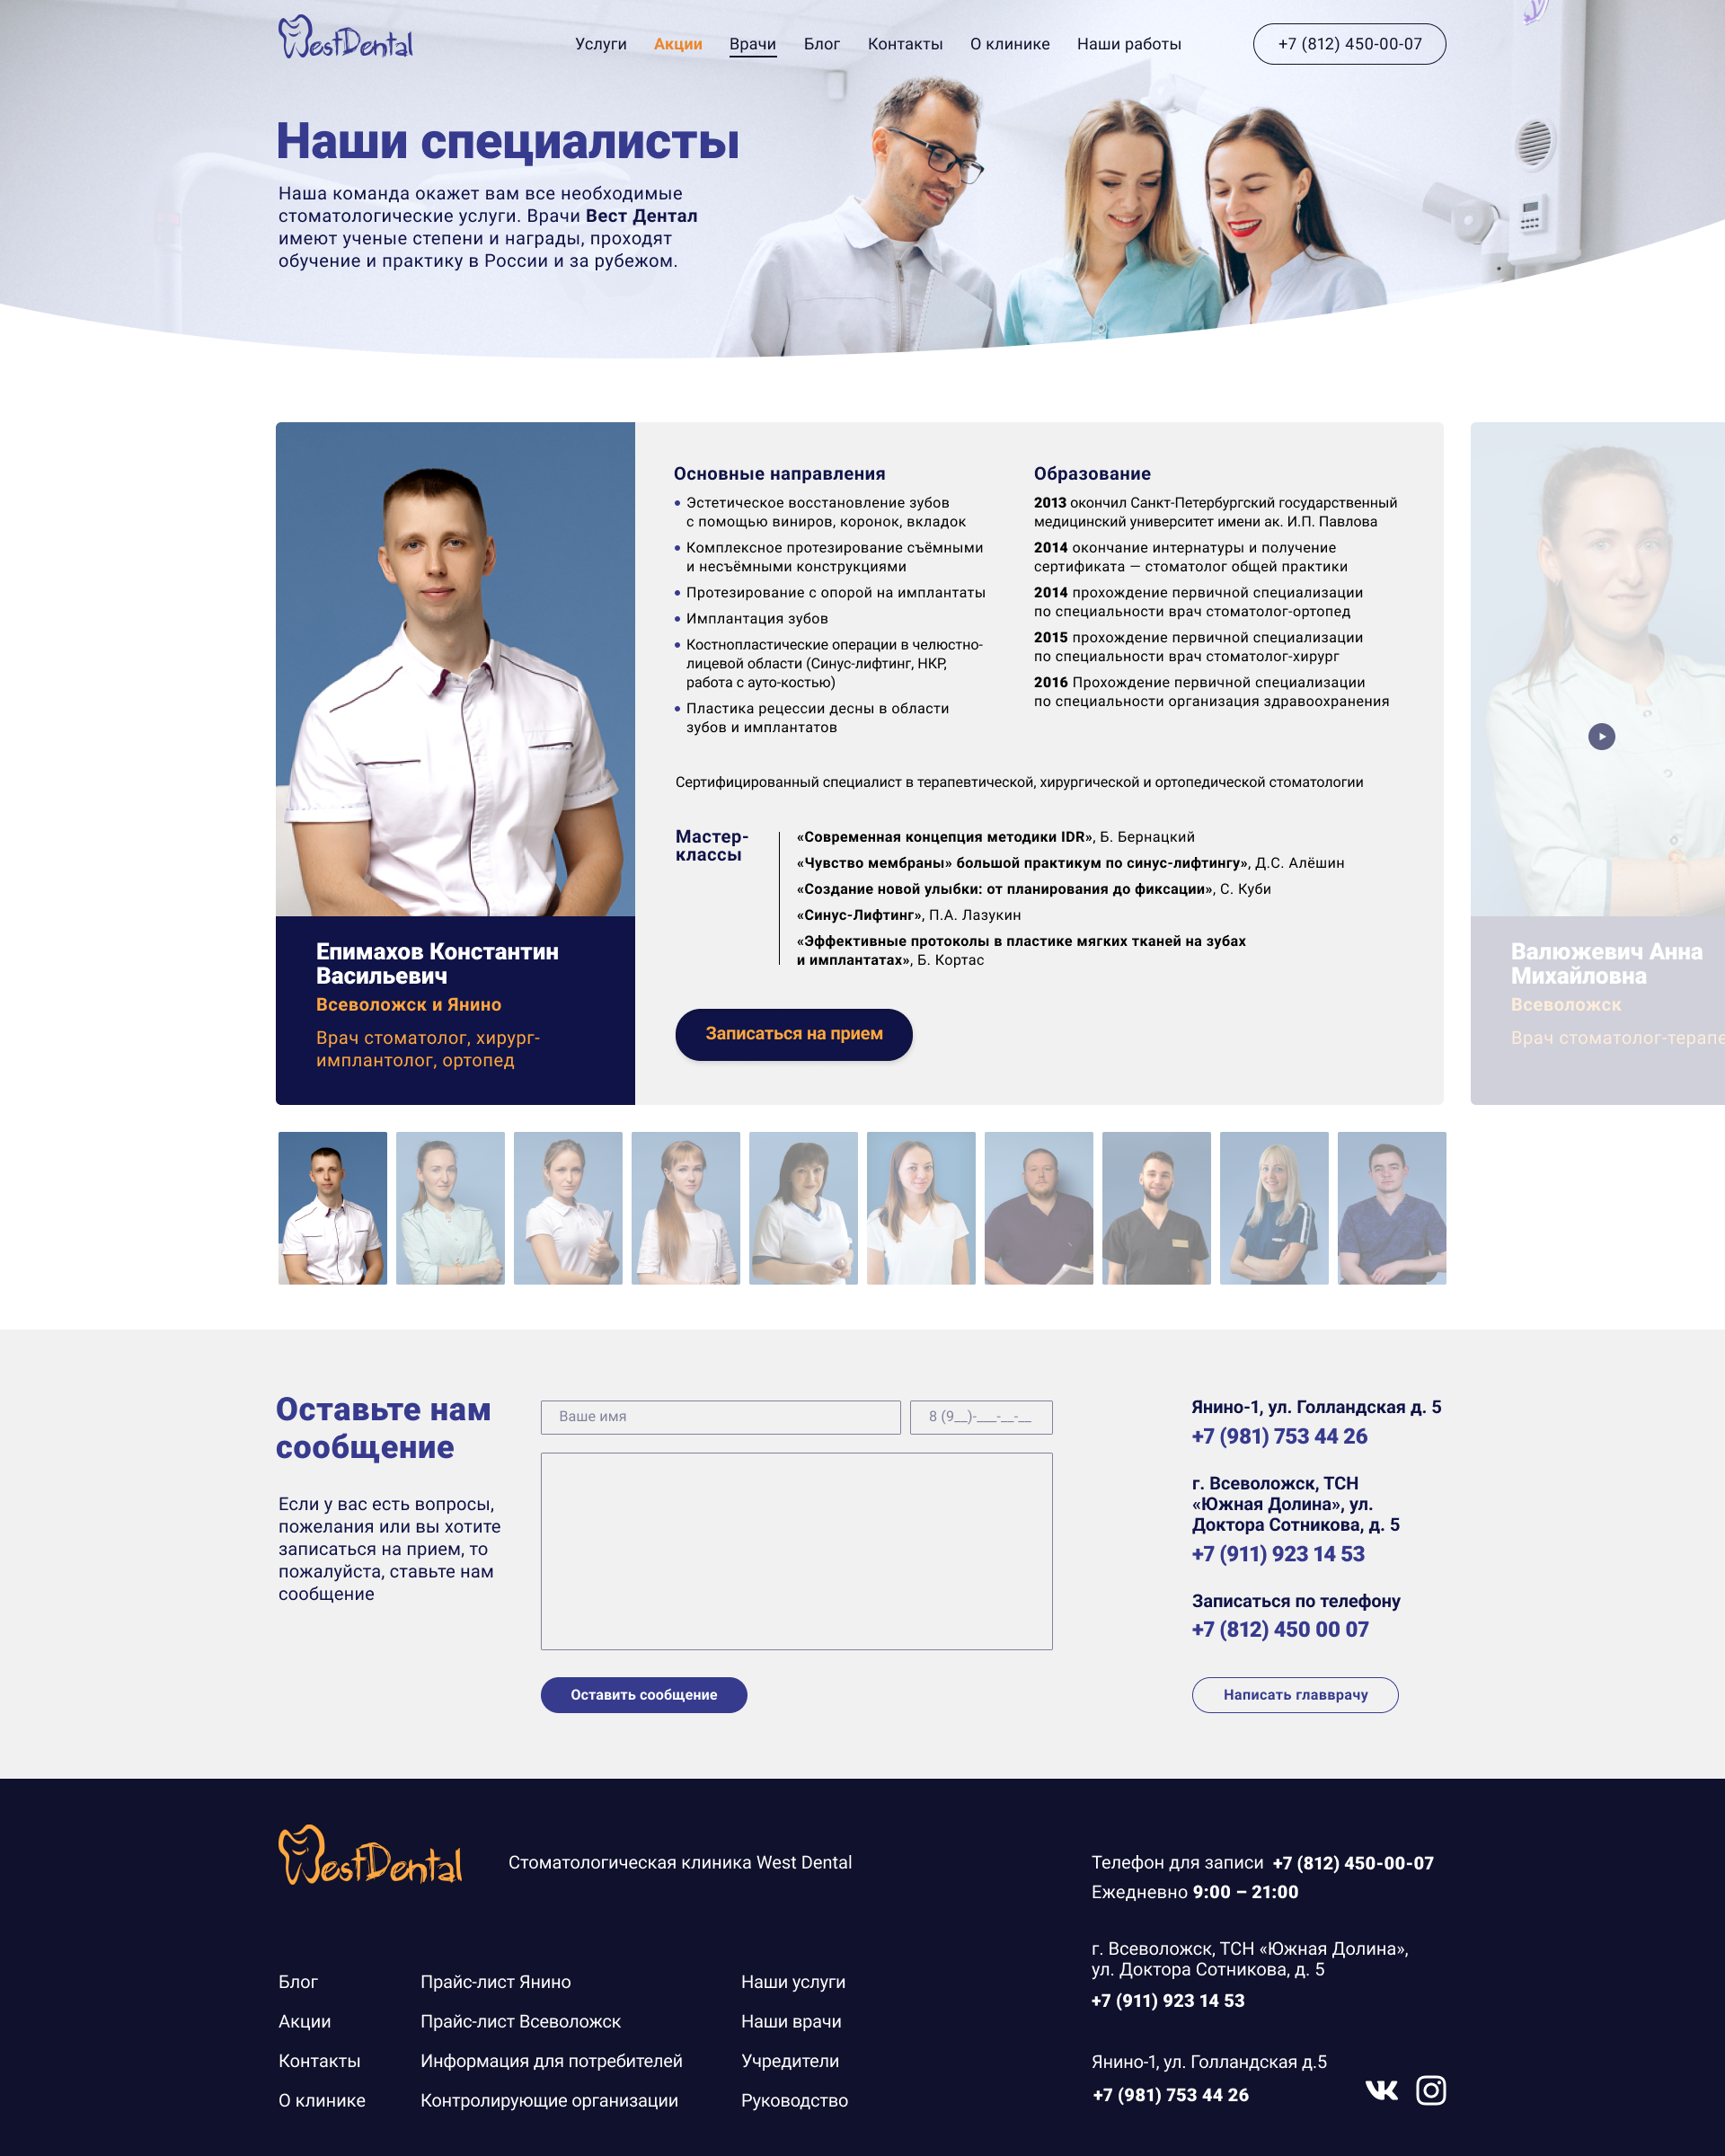 WestDental
Услуги Акции Врачи Блог Контакты О клинике Наши работы
+7 (812) 450-00-07
Наши специалисты
Наша команда окажет вам все необходимые
стоматологические услуги. Врачи Вест Дентал
имеют ученые степени и награды, проходят
обучение и практику в России и за рубежом.
Епимахов Константин
Васильевич
Всеволожск и Янино
Врач стоматолог, хирург-
имплантолог, ортопед
Основные направления
• Эстетическое восстановление зубов
с помощью виниров, коронок, вкладок
• Комплексное протезирование съёмными
и несъёмными конструкциями
• Протезирование с опорой на имплантаты
• Имплантация зубов
• Костнопластические операции в челюстно-
лицевой области (Синус-лифтинг, НКР,
работа с ауто-костью)
• Пластика рецессии десны в области
зубов и имплантатов
Образование
2013 окончил Санкт-Петербургский государственный
медицинский университет имени ак. И.П. Павлова
2014 окончание интернатуры и получение
сертификата — стоматолог общей практики
2014 прохождение первичной специализации
по специальности врач стоматолог-ортопед
2015 прохождение первичной специализации
по специальности врач стоматолог-хирург
2016 Прохождение первичной специализации
по специальности организация здравоохранения
Сертифицированный специалист в терапевтической, хирургической и ортопедической стоматологии
Мастер-
классы
«Современная концепция методики IDR», Б. Бернацкий
«Чувство мембраны» большой практикум по синус-лифтингу», Д.С. Алёшин
«Создание новой улыбки: от планирования до фиксации», С. Куби
«Синус-Лифтинг», П.А. Лазукин
«Эффективные протоколы в пластике мягких тканей на зубах
и имплантатах», Б. Кортас
Записаться на прием
Валюжевич Анна
Михайловна
Всеволожск
Врач стоматолог-терапе
Оставьте нам
сообщение
Если у вас есть вопросы,
пожелания или вы хотите
записаться на прием, то
пожалуйста, ставьте нам
сообщение
Ваше имя
8 (9__)-___-__-__
Оставить сообщение
Янино-1, ул. Голландская д. 5
+7 (981) 753 44 26
г. Всеволожск, ТСН
«Южная Долина», ул.
Доктора Сотникова, д. 5
+7 (911) 923 14 53
Записаться по телефону
+7 (812) 450 00 07
Написать главврачу
WestDental
Стоматологическая клиника West Dental
Блог
Акции
Контакты
О клинике
Прайс-лист Янино
Прайс-лист Всеволожск
Информация для потребителей
Контролирующие организации
Наши услуги
Наши врачи
Учредители
Руководство
Телефон для записи +7 (812) 450-00-07
Ежедневно 9:00 – 21:00
г. Всеволожск, ТСН «Южная Долина»,
ул. Доктора Сотникова, д. 5
+7 (911) 923 14 53
Янино-1, ул. Голландская д.5
+7 (981) 753 44 26